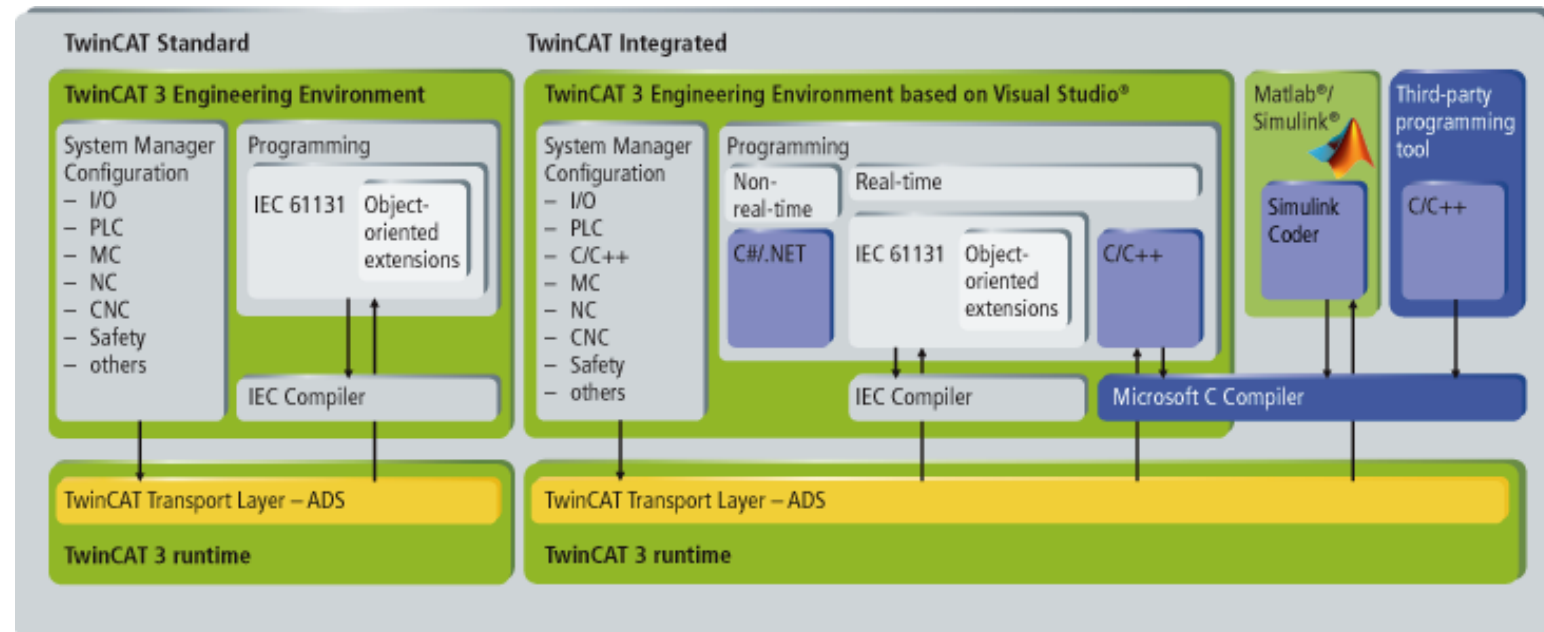 TwinCAT Standard
TwinCAT 3 Engineering Environment
System Manager
Configuration
– I/O
– PLC
– MC
– NC
– CNC
– Safety
– others
Programming
IEC 61131
Object-
oriented
extensions
IEC Compiler
TwinCAT Transport Layer – ADS
TwinCAT 3 runtime
TwinCAT Integrated
TwinCAT 3 Engineering Environment based on Visual Studio®
System Manager
Configuration
– I/O
– PLC
– C/C++
– MC
– NC
– CNC
– Safety
– others
Programming
Non-
real-time
C#/.NET
Real-time
IEC 61131
Object-
oriented
extensions
C/C++
IEC Compiler
Matlab®/
Simulink®
Simulink
Coder
Third-party
programming
tool
C/C++
Microsoft C Compiler
TwinCAT Transport Layer – ADS
TwinCAT 3 runtime